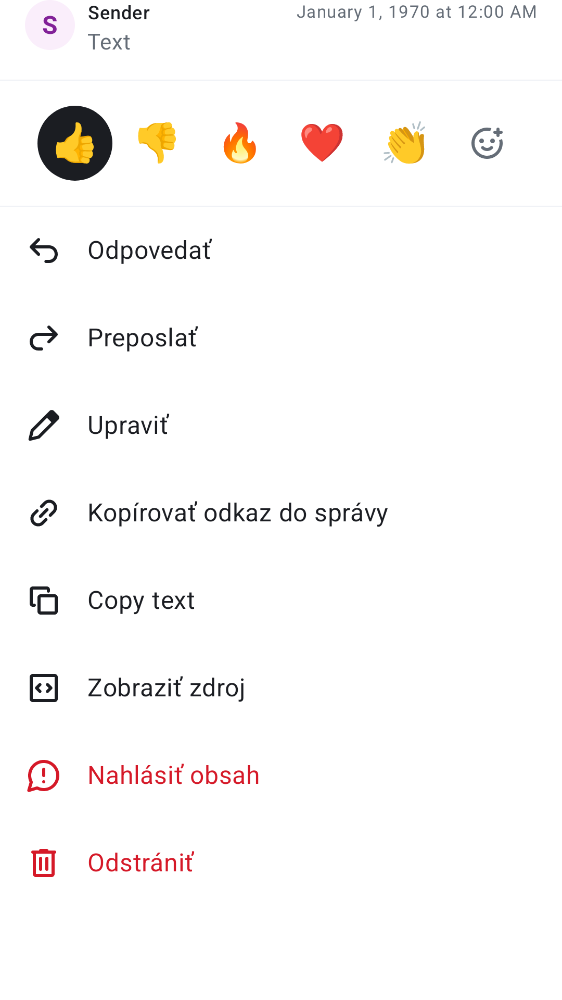 S
Sender
January 1, 1970 at 12:00 AM
Text
Odpovedať
Preposlať
Upraviť
Kopírovať odkaz do správy
Copy text
Zobraziť zdroj
Nahlásiť obsah
Odstrániť